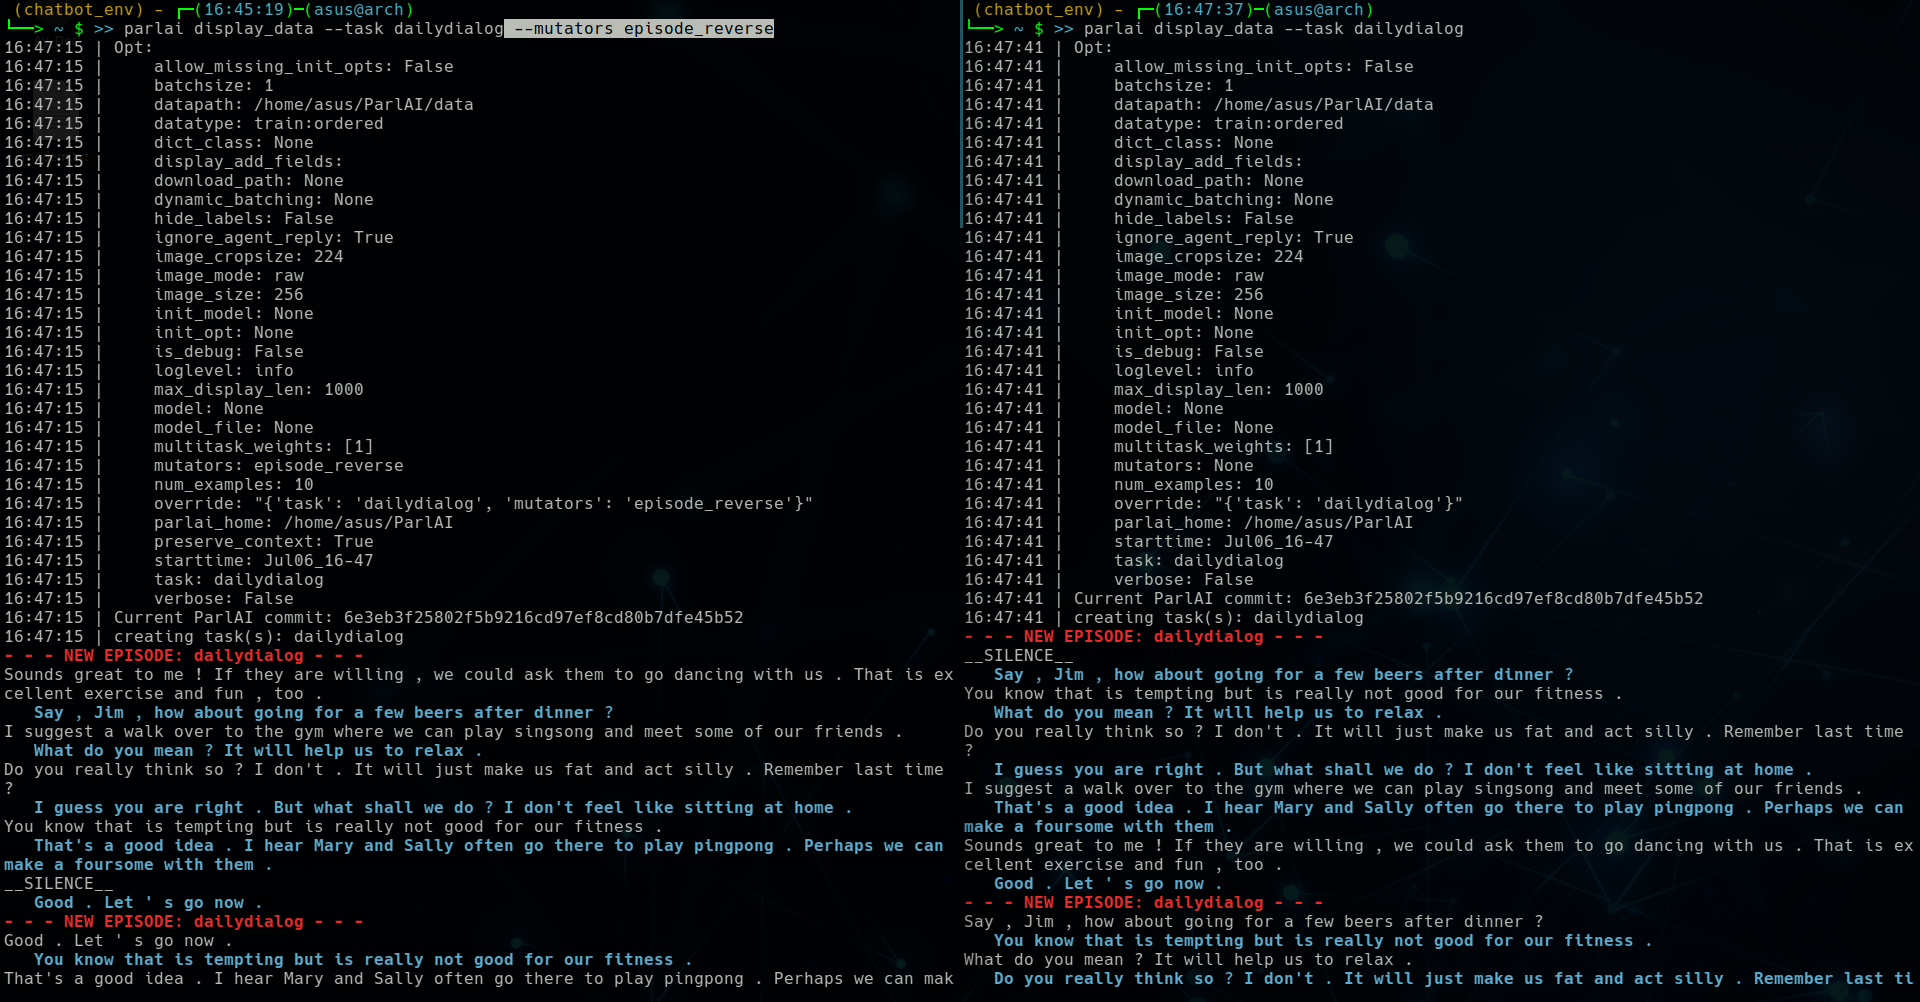 (chatbot_env) - ┌─(16:45:19)─(asus@arch)
└──> ~ $ >> parlai display_data --task dailydialog --mutators episode_reverse
16:47:15 | Opt:
16:47:15 |     allow_missing_init_opts: False
16:47:15 |     batchsize: 1
16:47:15 |     datapath: /home/asus/ParlAI/data
16:47:15 |     datatype: train:ordered
16:47:15 |     dict_class: None
16:47:15 |     display_add_fields:
16:47:15 |     download_path: None
16:47:15 |     dynamic_batching: None
16:47:15 |     hide_labels: False
16:47:15 |     ignore_agent_reply: True
16:47:15 |     image_cropsize: 224
16:47:15 |     image_mode: raw
16:47:15 |     image_size: 256
16:47:15 |     init_model: None
16:47:15 |     init_opt: None
16:47:15 |     is_debug: False
16:47:15 |     loglevel: info
16:47:15 |     max_display_len: 1000
16:47:15 |     model: None
16:47:15 |     model_file: None
16:47:15 |     multitask_weights: [1]
16:47:15 |     mutators: episode_reverse
16:47:15 |     num_examples: 10
16:47:15 |     override: "{'task': 'dailydialog', 'mutators': 'episode_reverse'}"
16:47:15 |     parlai_home: /home/asus/ParlAI
16:47:15 |     preserve_context: True
16:47:15 |     starttime: Jul06_16-47
16:47:15 |     task: dailydialog
16:47:15 |     verbose: False
16:47:15 | Current ParlAI commit: 6e3eb3f25802f5b9216cd97ef8cd80b7dfe45b52
16:47:15 | creating task(s): dailydialog
- - - NEW EPISODE: dailydialog - - -
Sounds great to me ! If they are willing , we could ask them to go dancing with us . That is ex
cellent exercise and fun , too .
   Say , Jim , how about going for a few beers after dinner ?
I suggest a walk over to the gym where we can play singsong and meet some of our friends .
   What do you mean ? It will help us to relax .
Do you really think so ? I don't . It will just make us fat and act silly . Remember last time
?
   I guess you are right . But what shall we do ? I don't feel like sitting at home .
You know that is tempting but is really not good for our fitness .
   That's a good idea . I hear Mary and Sally often go there to play pingpong . Perhaps we can
make a foursome with them .
__SILENCE__
   Good . Let ' s go now .
- - - NEW EPISODE: dailydialog - - -
Good . Let ' s go now .
   You know that is tempting but is really not good for our fitness .
That's a good idea . I hear Mary and Sally often go there to play pingpong . Perhaps we can mak
(chatbot_env) - ┌─(16:47:37)─(asus@arch)
└──> ~ $ >> parlai display_data --task dailydialog
16:47:41 | Opt:
16:47:41 |     allow_missing_init_opts: False
16:47:41 |     batchsize: 1
16:47:41 |     datapath: /home/asus/ParlAI/data
16:47:41 |     datatype: train:ordered
16:47:41 |     dict_class: None
16:47:41 |     display_add_fields:
16:47:41 |     download_path: None
16:47:41 |     dynamic_batching: None
16:47:41 |     hide_labels: False
16:47:41 |     ignore_agent_reply: True
16:47:41 |     image_cropsize: 224
16:47:41 |     image_mode: raw
16:47:41 |     image_size: 256
16:47:41 |     init_model: None
16:47:41 |     init_opt: None
16:47:41 |     is_debug: False
16:47:41 |     loglevel: info
16:47:41 |     max_display_len: 1000
16:47:41 |     model: None
16:47:41 |     model_file: None
16:47:41 |     multitask_weights: [1]
16:47:41 |     mutators: None
16:47:41 |     num_examples: 10
16:47:41 |     override: "{'task': 'dailydialog'}"
16:47:41 |     parlai_home: /home/asus/ParlAI
16:47:41 |     starttime: Jul06_16-47
16:47:41 |     task: dailydialog
16:47:41 |     verbose: False
16:47:41 | Current ParlAI commit: 6e3eb3f25802f5b9216cd97ef8cd80b7dfe45b52
16:47:41 | creating task(s): dailydialog
- - - NEW EPISODE: dailydialog - - -
__SILENCE__
   Say , Jim , how about going for a few beers after dinner ?
You know that is tempting but is really not good for our fitness .
   What do you mean ? It will help us to relax .
Do you really think so ? I don't . It will just make us fat and act silly . Remember last time
?
   I guess you are right . But what shall we do ? I don't feel like sitting at home .
I suggest a walk over to the gym where we can play singsong and meet some of our friends .
   That's a good idea . I hear Mary and Sally often go there to play pingpong . Perhaps we can
make a foursome with them .
Sounds great to me ! If they are willing , we could ask them to go dancing with us . That is ex
cellent exercise and fun , too .
   Good . Let ' s go now .
- - - NEW EPISODE: dailydialog - - -
Say , Jim , how about going for a few beers after dinner ?
   You know that is tempting but is really not good for our fitness .
What do you mean ? It will help us to relax .
   Do you really think so ? I don't . It will just make us fat and act silly . Remember last ti